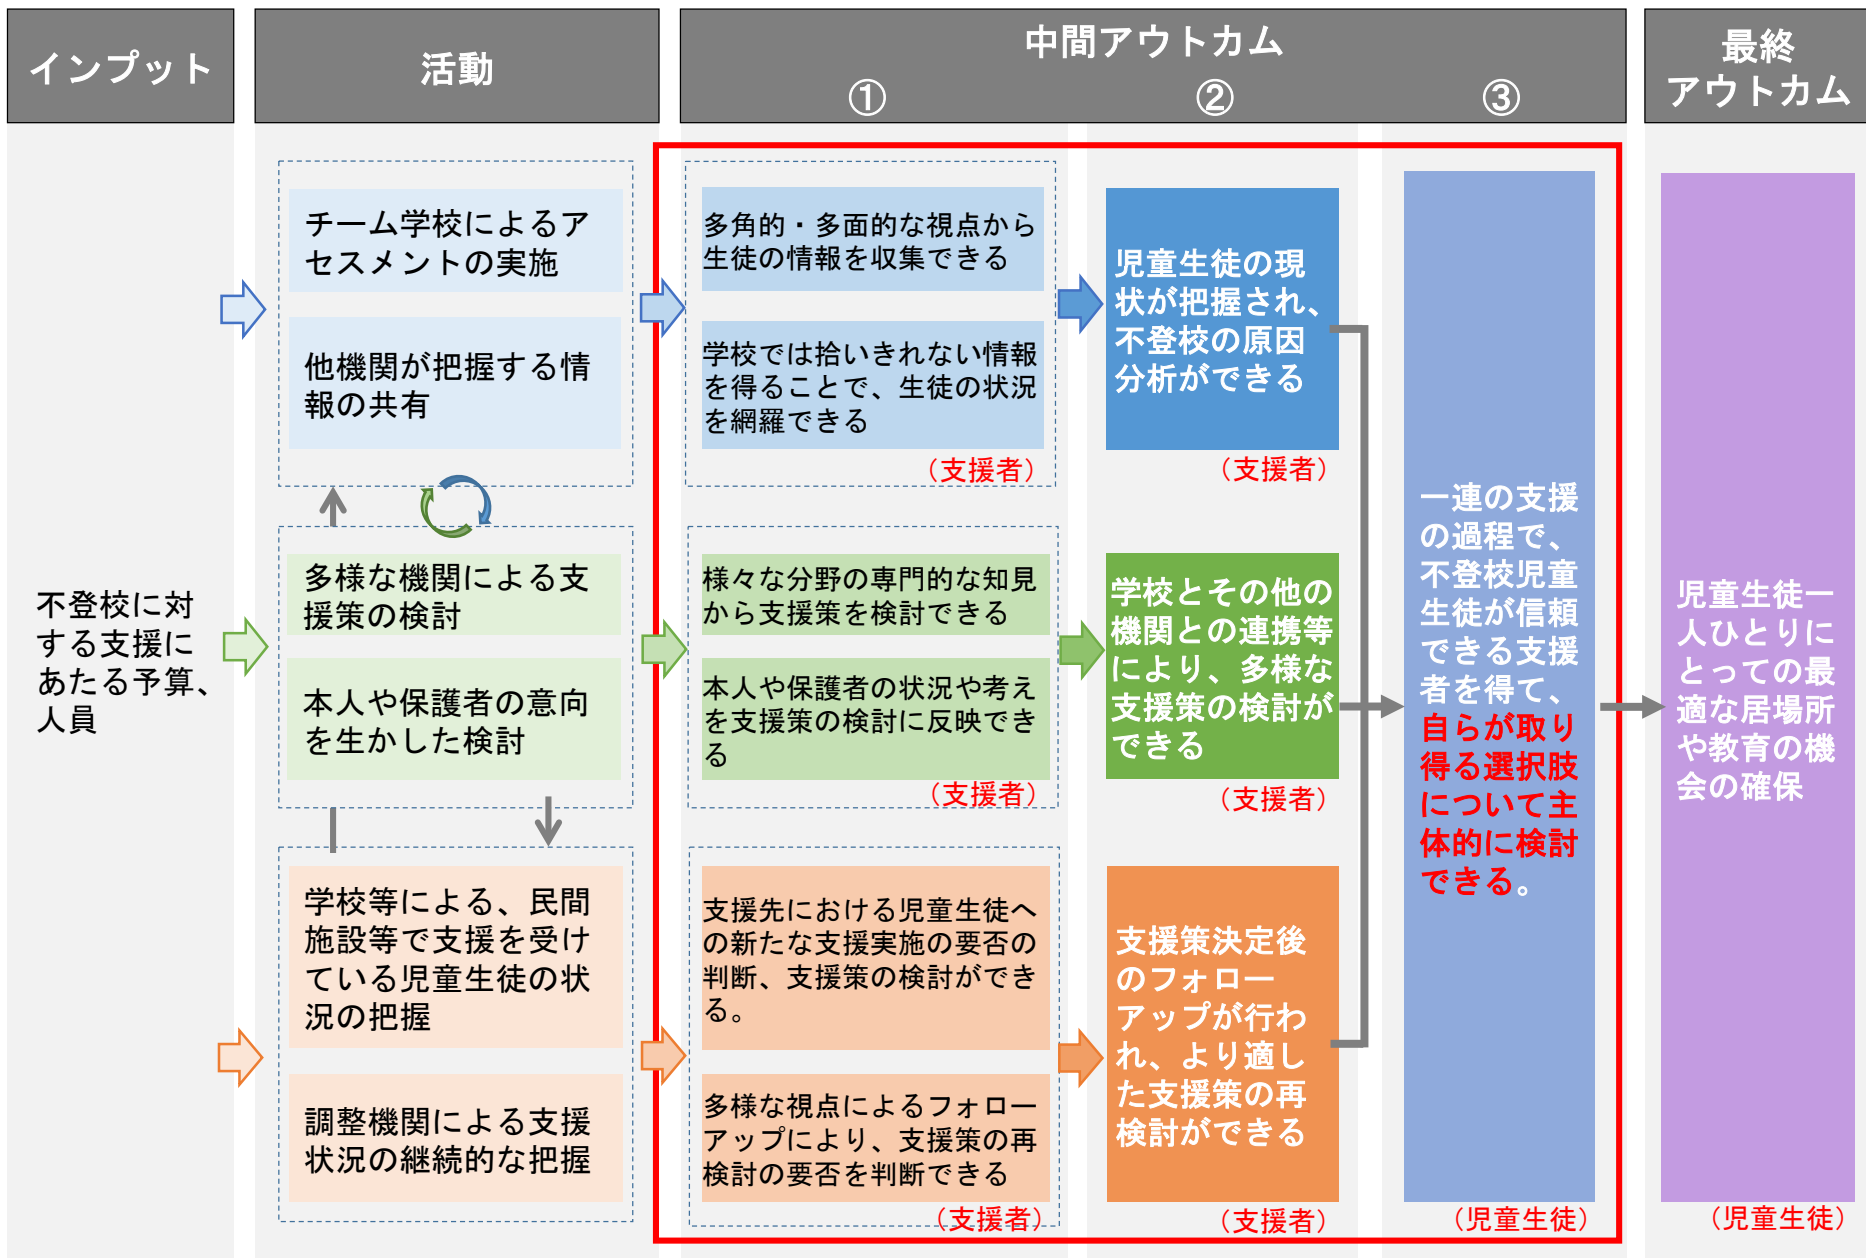 インプット
活動
中間アウトカム
①
②
③
最終
アウトカム
不登校に対
する支援に
あたる予算、
人員
チーム学校によるア
セスメントの実施
他機関が把握する情
報の共有
多様な機関による支
援策の検討
本人や保護者の意向
を生かした検討
学校等による、民間
施設等で支援を受け
ている児童生徒の状
況の把握
調整機関による支援
状況の継続的な把握
多角的・多面的な視点から
生徒の情報を収集できる
学校では拾いきれない情報
を得ることで、生徒の状況
を網羅できる
（支援者）
様々な分野の専門的な知見
から支援策を検討できる
本人や保護者の状況や考え
を支援策の検討に反映でき
る
（支援者）
支援先における児童生徒へ
の新たな支援実施の要否の
判断、支援策の検討ができ
る。
多様な視点によるフォロー
アップにより、支援策の再
検討の要否を判断できる
（支援者）
児童生徒の現
状が把握され、
不登校の原因
分析ができる
（支援者）
学校とその他の
機関との連携等
により、多様な
支援策の検討が
できる
（支援者）
支援策決定後
のフォロー
アップが行わ
れ、より適し
た支援策の再
検討ができる
（支援者）
一連の支援
の過程で、
不登校児童
生徒が信頼
できる支援
者を得て、
自らが取り
得る選択肢
について主
体的に検討
できる。
（児童生徒）
児童生徒一
人ひとりに
とっての最
適な居場所
や教育の機
会の確保
（児童生徒）